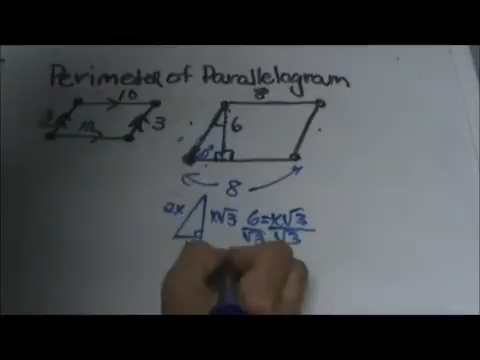 Perimeter of Parallelogram
10
3
10
3
8
6
60°
8
2x
x√3
6=x√3
√3 √3